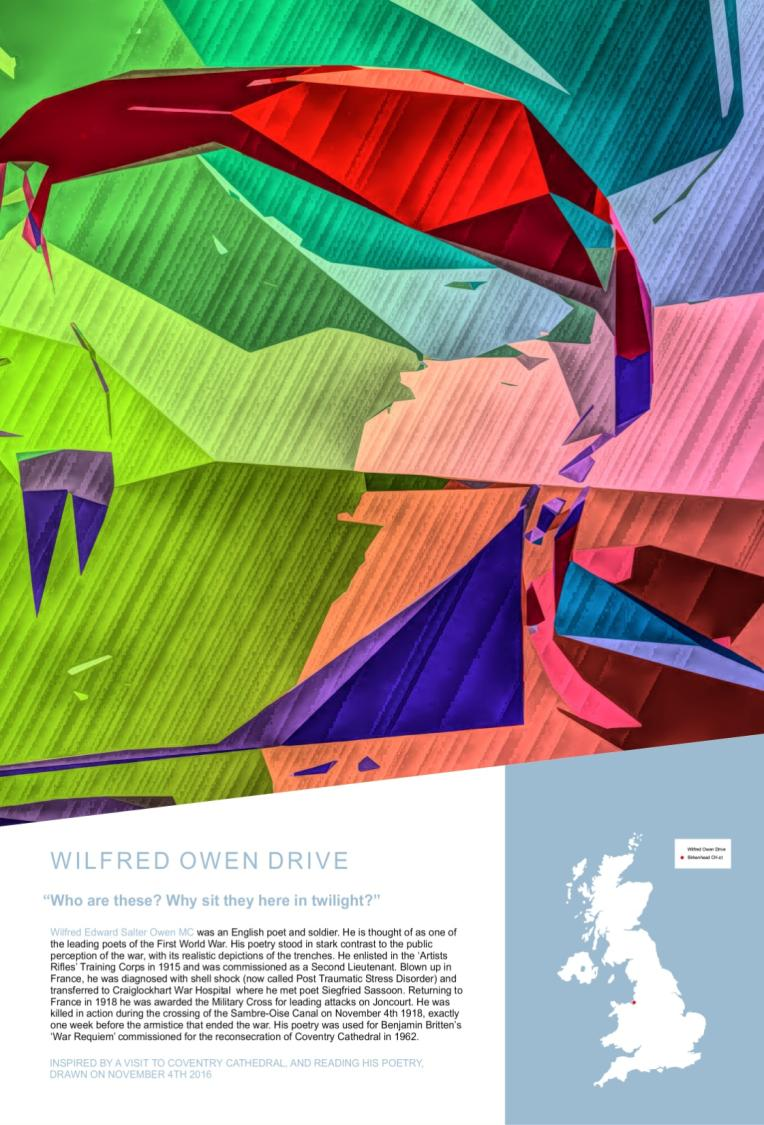 Wilfred Owen Drive
Birkenhead CH 41
WILFRED OWEN DRIVE
“Who are these? Why sit they here in twilight?”
Wilfred Edward Salter Owen MC was an English poet and soldier. He is thought of as one of
the leading poets of the First World War. His poetry stood in stark contrast to the public
perception of the war, with its realistic depictions of the trenches. He enlisted in the ‘Artists
Rifles’ Training Corps in 1915 and was commissioned as a Second Lieutenant. Blown up in
France, he was diagnosed with shell shock (now called Post Traumatic Stress Disorder) and
transferred to Craiglockhart War Hospital where he met poet Siegfried Sassoon. Returning to
France in 1918 he was awarded the Military Cross for leading attacks on Joncourt. He was
killed in action during the crossing of the Sambre-Oise Canal on November 4th 1918, exactly
one week before the armistice that ended the war. His poetry was used for Benjamin Britten’s
‘War Requiem’ commissioned for the reconsecration of Coventry Cathedral in 1962.
INSPIRED BY A VISIT TO COVENTRY CATHEDRAL. AND READING HIS POETRY,
DRAWN ON NOVEMBER 4TH 2016